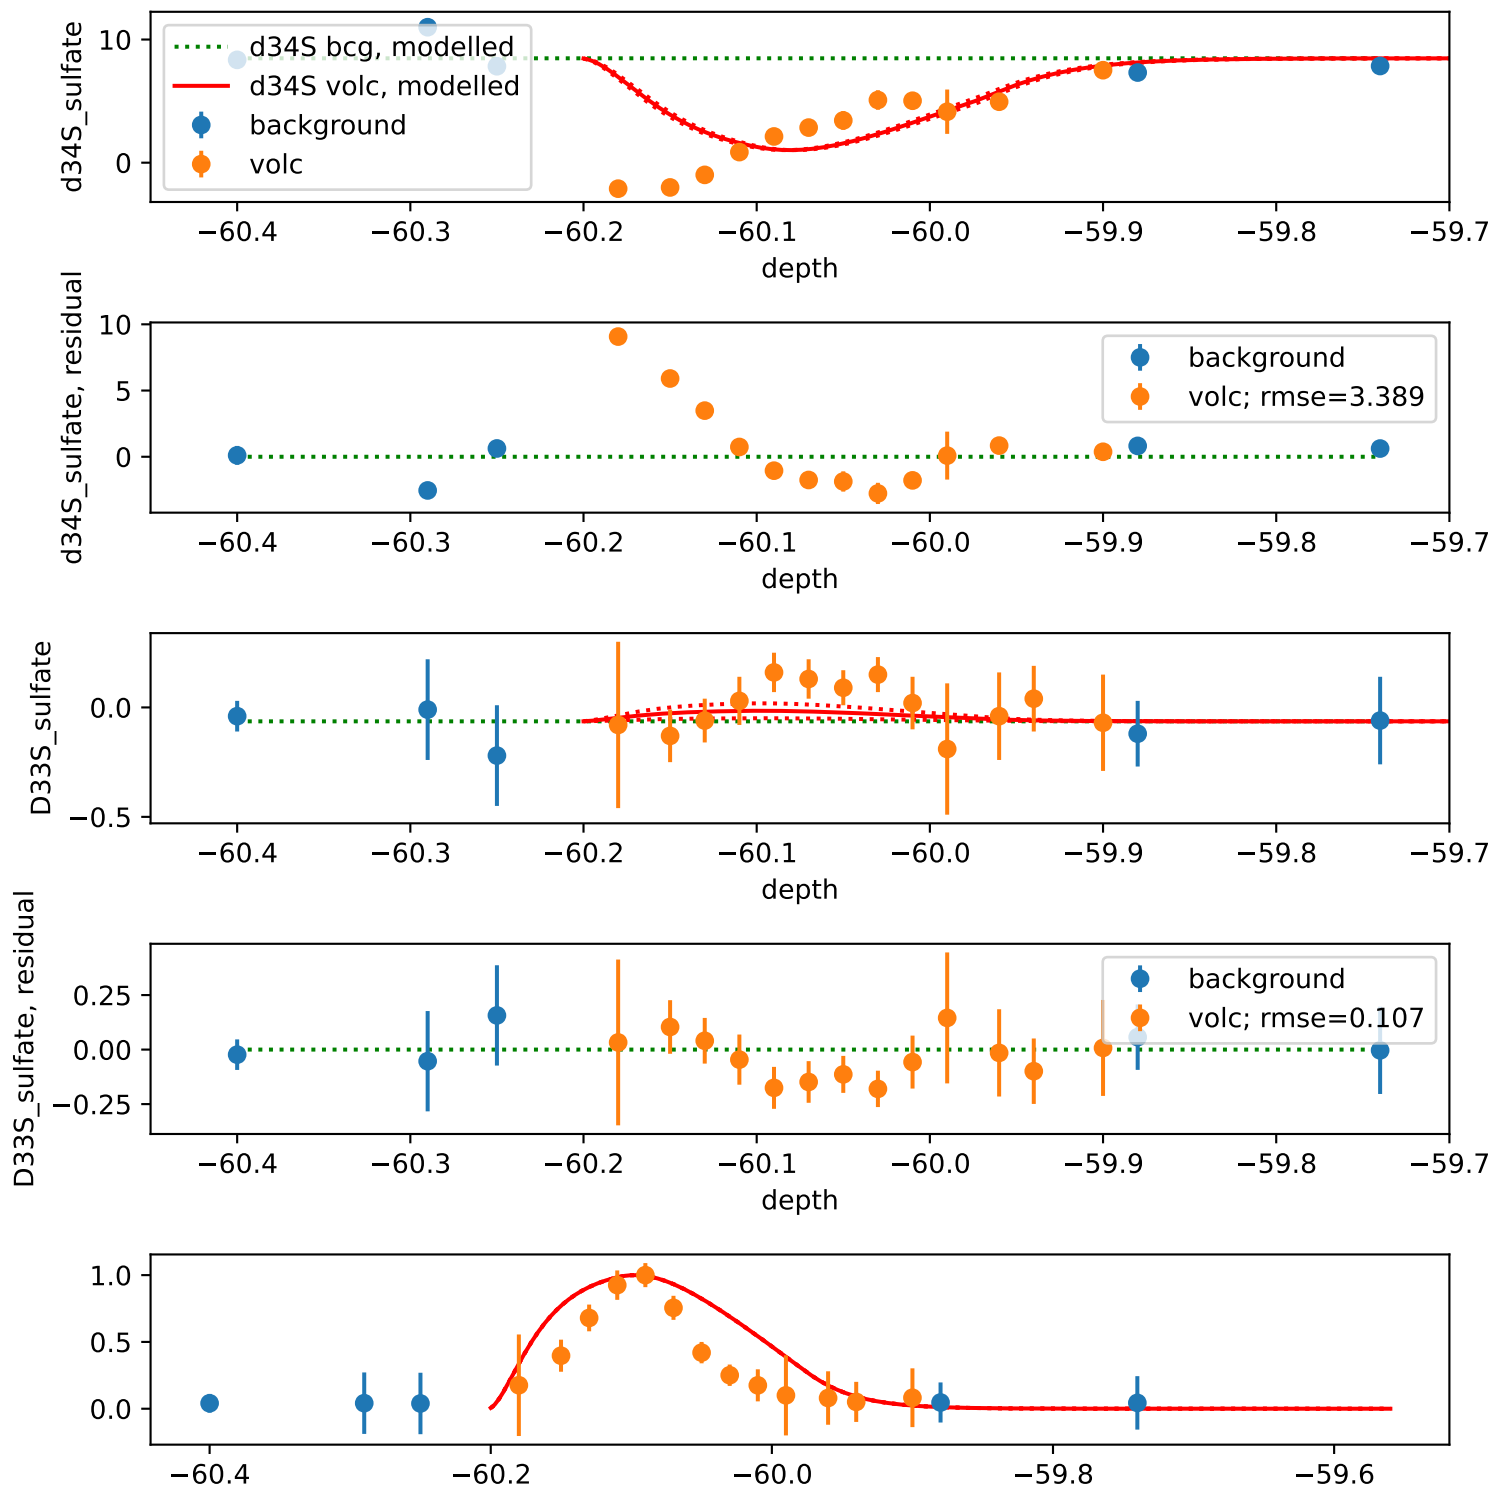 10
0
d34S_sulfate
d34S bcg, modelled
d34S volc, modelled
background
volc
−60.4 −60.3 −60.2 −60.1 −60.0 −59.9 −59.8 −59.7
depth
10
5
0
d34S_sulfate, residual
background
volc; rmse=3.389
−60.4 −60.3 −60.2 −60.1 −60.0 −59.9 −59.8 −59.7
depth
0.0
−0.5
D33S_sulfate
−60.4 −60.3 −60.2 −60.1 −60.0 −59.9 −59.8 −59.7
depth
0.25
0.00
−0.25
D33S_sulfate, residual
background
volc; rmse=0.107
−60.4 −60.3 −60.2 −60.1 −60.0 −59.9 −59.8 −59.7
depth
1.0
0.5
0.0
−60.4 −60.2 −60.0 −59.8 −59.6